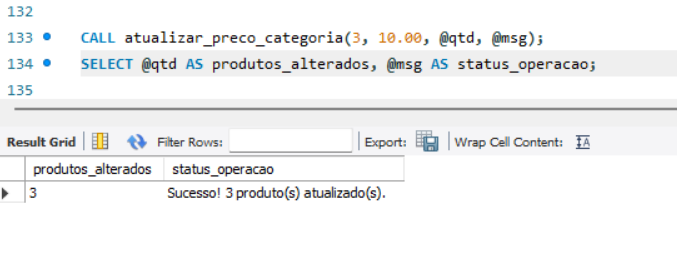 132
133 CALL atualizar_preco_categoria(3, 10.00, @qtd, @msg);
134 SELECT @qtd AS produtos_alterados, @msg AS status_operacao;
135
Result Grid Filter Rows: Export: Wrap Cell Content: IA
produtos_alterados status_operacao
3 Sucesso! 3 produto(s) atualizado(s).